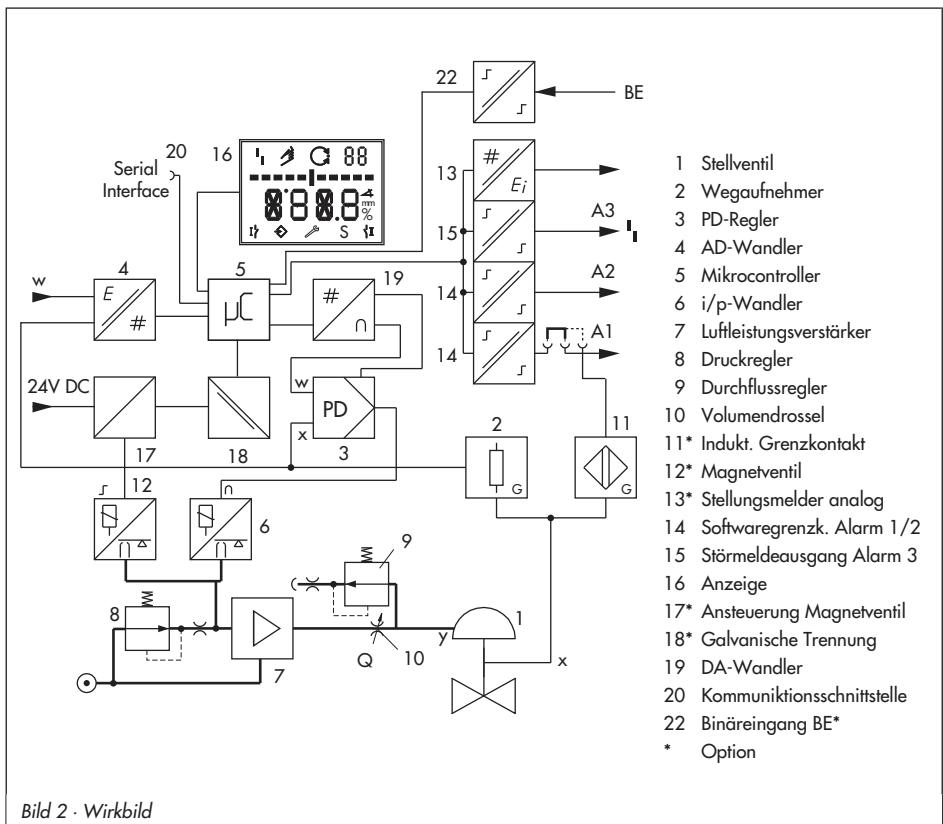 22
BE
20
16
Serial
Interface
88
8888
mm
%
S
13
#
Ei
15
A3
14
A2
14
A1
w
4
E
#
5
µC
19
#
24V DC
w
x
PD
3
2
G
11
G
17
18
12
6
9
8
7
Q
10
y
1
x
1 Stellventil
2 Wegaufnehmer
3 PD-Regler
4 AD-Wandler
5 Mikrocontroller
6 i/p-Wandler
7 Luftleistungsverstärker
8 Druckregler
9 Durchflussregler
10 Volumendrossel
11* Indukt. Grenzkontakt
12* Magnetventil
13* Stellungsmelder analog
14 Softwaregrenzk. Alarm 1/2
15 Störmeldeausgang Alarm 3
16 Anzeige
17* Ansteuerung Magnetventil
18* Galvanische Trennung
19 DA-Wandler
20 Kommuniktionsschnittstelle
22 Binäreingang BE*
* Option
Bild 2 · Wirkbild